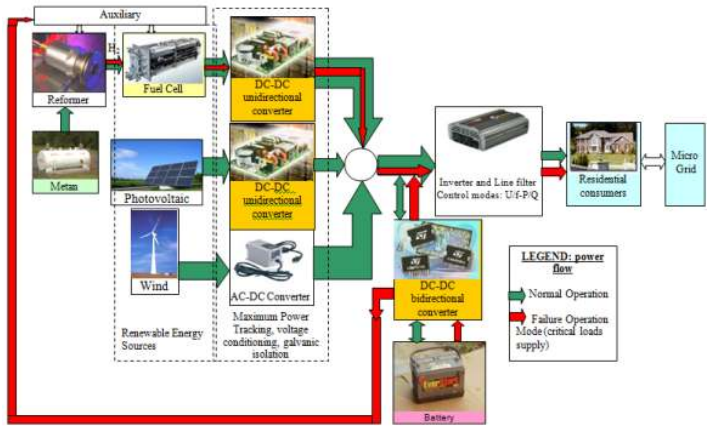 Auxiliary
H₂
Reformer
Fuel Cell
DC-DC
unidirectional
converter
Metan
Photovoltaic
DC-DC
unidirectional
converter
Wind
AC-DC Converter
Renewable Energy
Sources
Maximum Power
Tracking, voltage
conditioning, galvanic
isolation
Inverter and Line filter
Control modes: U/f-P/Q
Residential
consumers
Micro
Grid
DC-DC
bidirectional
converter
Battery
LEGEND: power
flow
Normal Operation
Failure Operation
Mode(critical loads
supply)